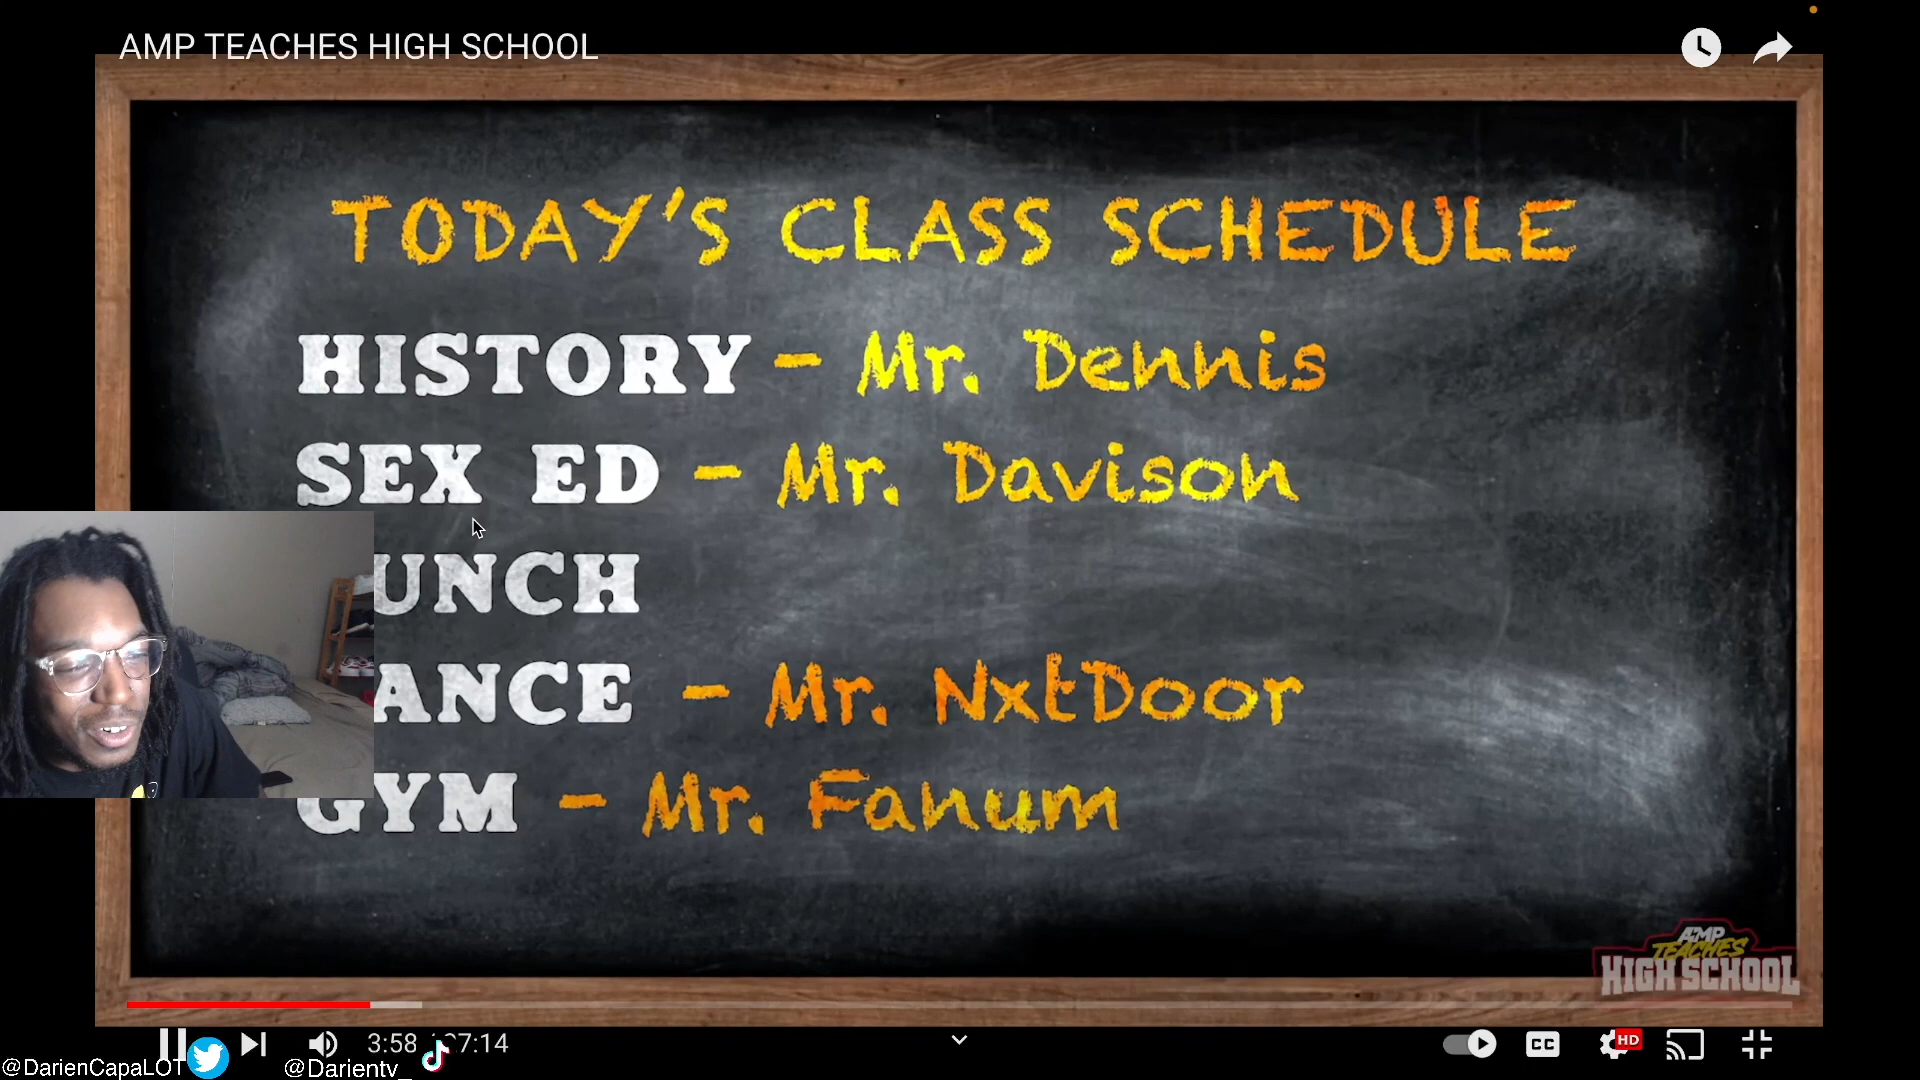 AMP TEACHES HIGH SCHOOL
TODAY'S CLASS SCHEDULE
HISTORY - Mr. Dennis
SEX ED - Mr. Davison
UNCH
ANCE - Mr. NxtDoor
GYM - Mr. Fanum
AMP
TEACHES
HIGH SCHOOL
3:58 / 7:14
CC
HD
@DarienCapaLOT
@Darientv_